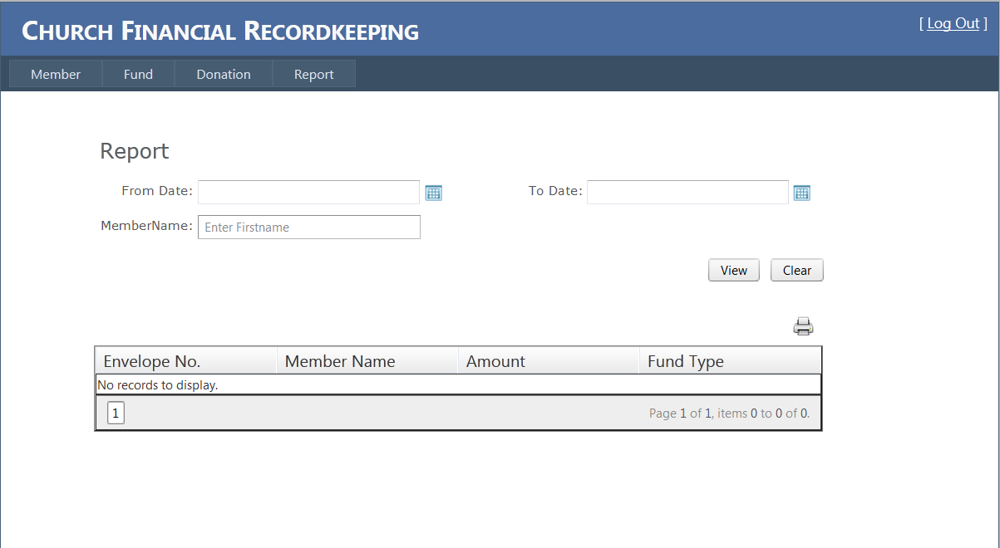 CHURCH FINANCIAL RECORDKEEPING
[ Log Out ]
Member Fund Donation Report
Report
From Date: To Date:
MemberName: Enter Firstname
View Clear
Envelope No. Member Name Amount Fund Type
No records to display.
1 Page 1 of 1, items 0 to 0 of 0.